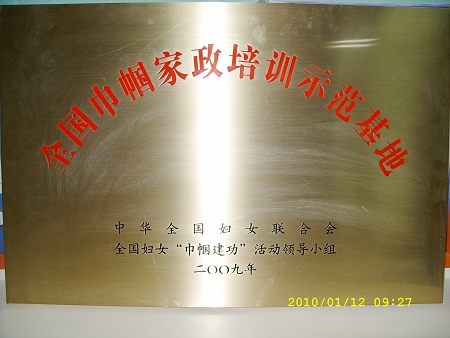 全国巾帼家政培训示范基地
中华全国妇女联合会
全国妇女“巾帼建功”活动领导小组
二〇〇九年
2010/01/12 09:27